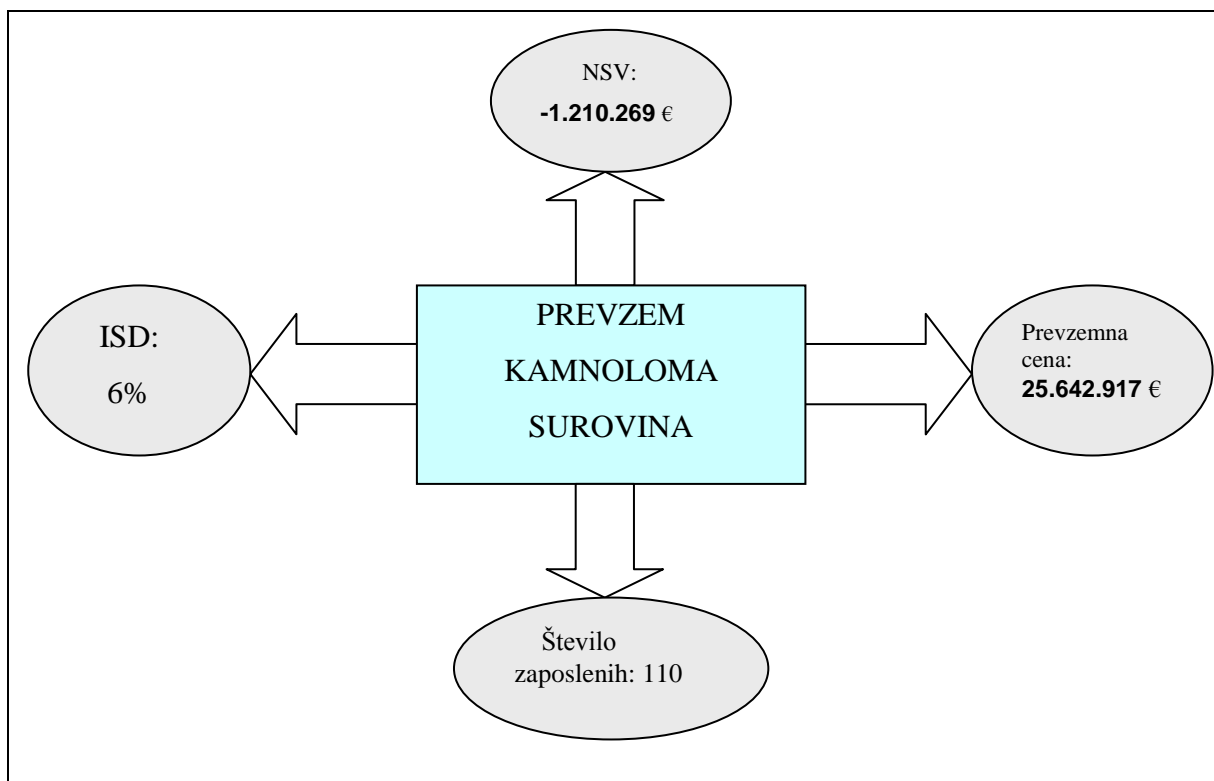 NSV:
-1.210.269 €
ISD:
6%
PREVZEM
KAMNOLOMA
SUROVINA
Prevzemna
cena:
25.642.917 €
Število
zaposlenih: 110